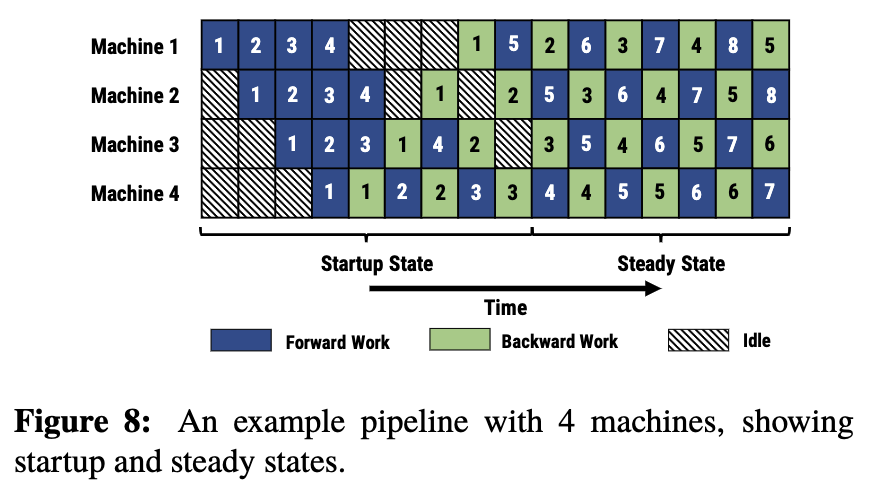 Machine 1 1 2 3 4 1 5 2 6 3 7 4 8 5
Machine 2 1 2 3 4 1 2 5 3 6 4 7 5 8
Machine 3 1 2 3 1 4 2 3 5 4 6 5 7 6
Machine 4 1 1 2 2 3 3 4 4 5 5 6 6 7
Startup State Steady State
Time
Forward Work Backward Work Idle
Figure 8: An example pipeline with 4 machines, showing
startup and steady states.